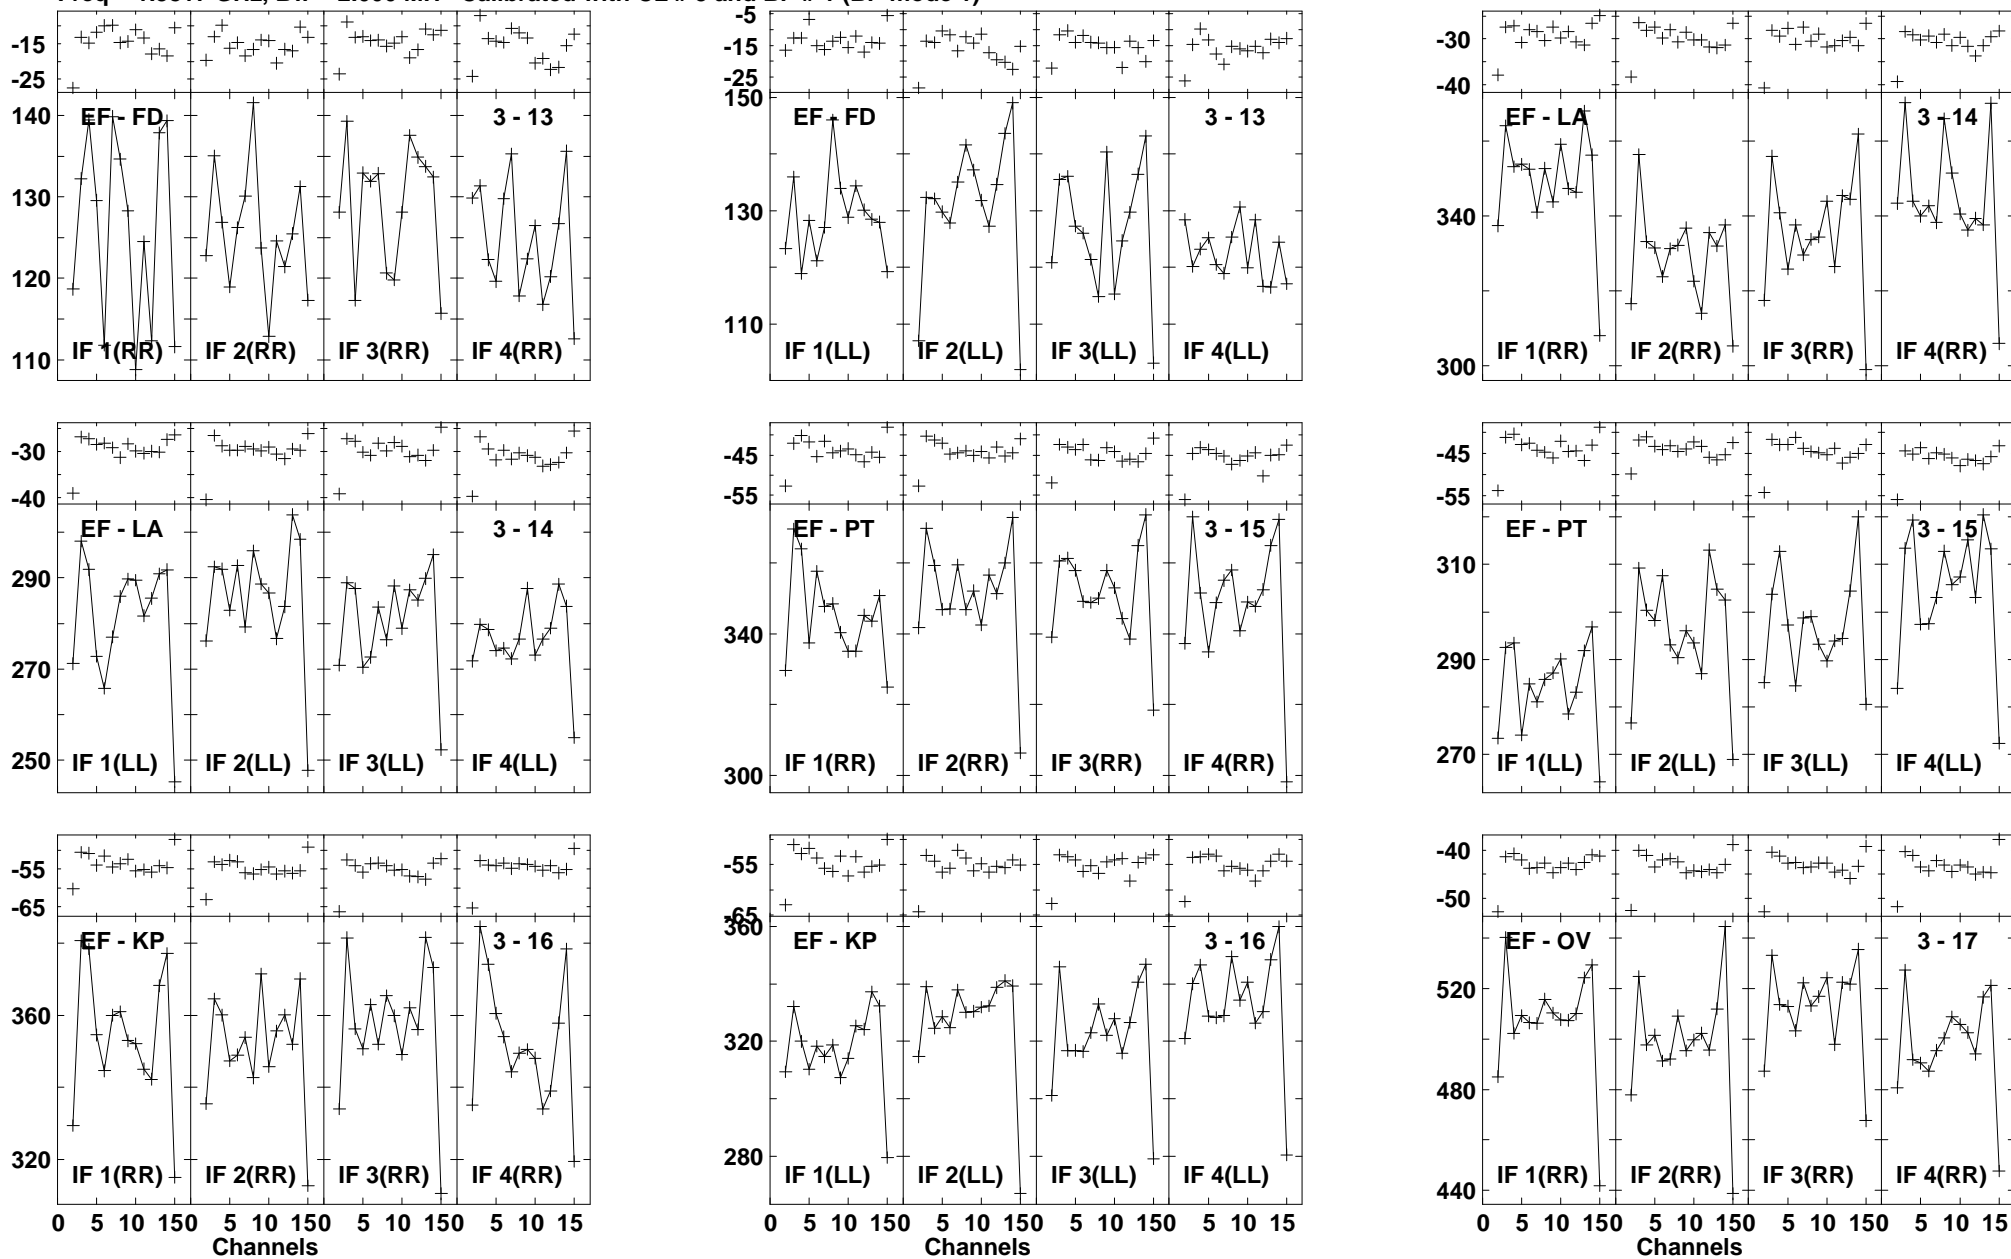 -15
-25
140
130
120
110
EF - FD
3 - 13
IF 1(RR)
IF 2(RR)
IF 3(RR)
IF 4(RR)
-5
-15
-25
150
130
110
EF - FD
3 - 13
IF 1(LL)
IF 2(LL)
IF 3(LL)
IF 4(LL)
-30
-40
340
300
EF - LA
3 - 14
IF 1(RR)
IF 2(RR)
IF 3(RR)
IF 4(RR)
-30
-40
290
270
250
EF - LA
3 - 14
IF 1(LL)
IF 2(LL)
IF 3(LL)
IF 4(LL)
-45
-55
340
300
EF - PT
3 - 15
IF 1(RR)
IF 2(RR)
IF 3(RR)
IF 4(RR)
-45
-55
310
290
270
EF - PT
3 - 15
IF 1(LL)
IF 2(LL)
IF 3(LL)
IF 4(LL)
-55
-65
360
320
EF - KP
3 - 16
IF 1(RR)
IF 2(RR)
IF 3(RR)
IF 4(RR)
0 5 10 15 0 5 10 15 0 5 10 15 0 5 10 15
Channels
-55
-65
360
320
280
EF - KP
3 - 16
IF 1(LL)
IF 2(LL)
IF 3(LL)
IF 4(LL)
0 5 10 15 0 5 10 15 0 5 10 15 0 5 10 15
Channels
-40
-50
520
480
440
EF - OV
3 - 17
IF 1(RR)
IF 2(RR)
IF 3(RR)
IF 4(RR)
0 5 10 15 0 5 10 15 0 5 10 15 0 5 10 15
Channels